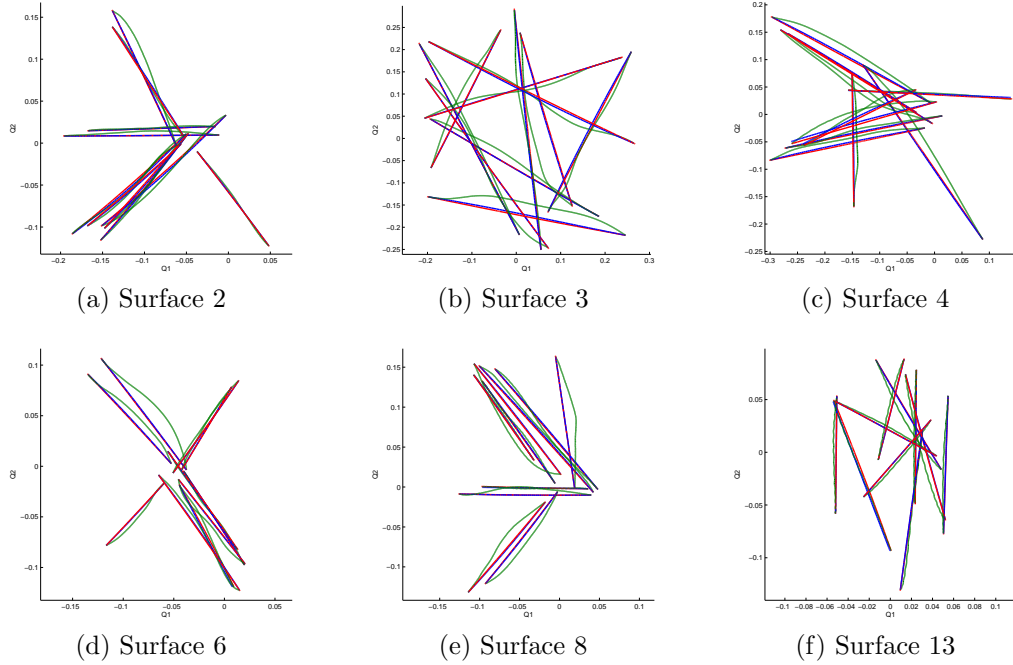 0.15
0.1
0.05
0
−0.05
−0.1
Q2
−0.2 −0.15 −0.1 −0.05 0 0.05
Q1
(a) Surface 2
0.3
0.25
0.2
0.15
0.1
0.05
0
−0.05
−0.1
−0.15
−0.2
−0.25
Q2
−0.2 −0.1 0 0.1 0.2 0.3
Q1
(b) Surface 3
0.2
0.15
0.1
0.05
0
−0.05
−0.1
−0.15
−0.2
−0.25
Q2
−0.3 −0.25 −0.2 −0.15 −0.1 −0.05 0 0.05 0.1
Q1
(c) Surface 4
0.1
0.05
0
−0.05
−0.1
Q2
−0.15 −0.1 −0.05 0 0.05
Q1
(d) Surface 6
0.15
0.1
0.05
0
−0.05
−0.1
Q2
−0.15 −0.1 −0.05 0 0.05 0.1
Q1
(e) Surface 8
0.1
0.05
0
−0.05
−0.1
Q2
−0.1 −0.08 −0.06 −0.04 −0.02 0 0.02 0.04 0.06 0.08 0.1
Q1
(f) Surface 13